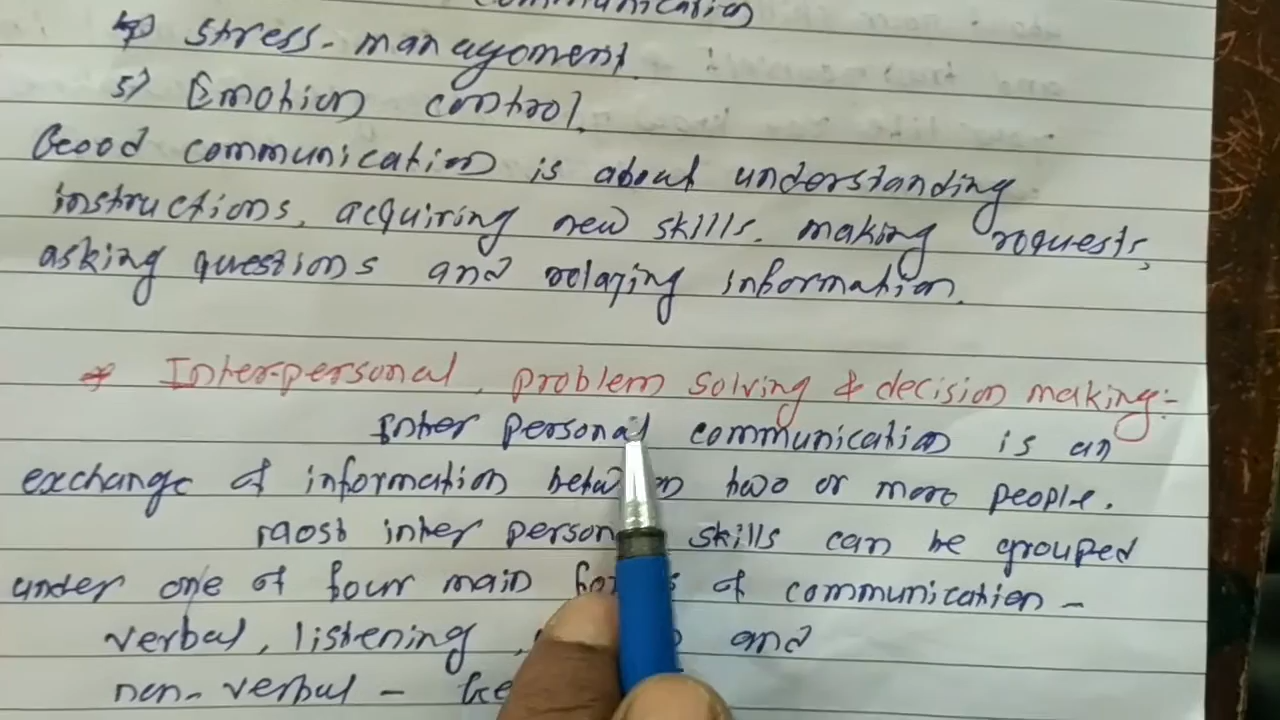 Communication
4) Stress-management.
5) Emotion control.
Good communication is about understanding
instructions, acquiring new skills, making requests,
asking questions and relaying information.
* Inter-personal, problem solving & decision making:-
Inter personal communication is an
exchange of information between two or more people.
Most inter personal skills can be grouped
under one of four main forms of communication -
verbal, listening, and
non-verbal -